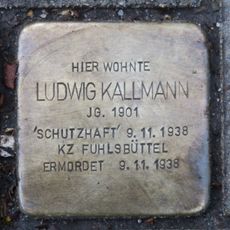 HIER WOHNTE
LUDWIG KALLMANN
JG. 1901
'SCHUTZHAFT' 9.11.1938
KZ FUHLSBÜTTEL
ERMORDET 9.11.1938